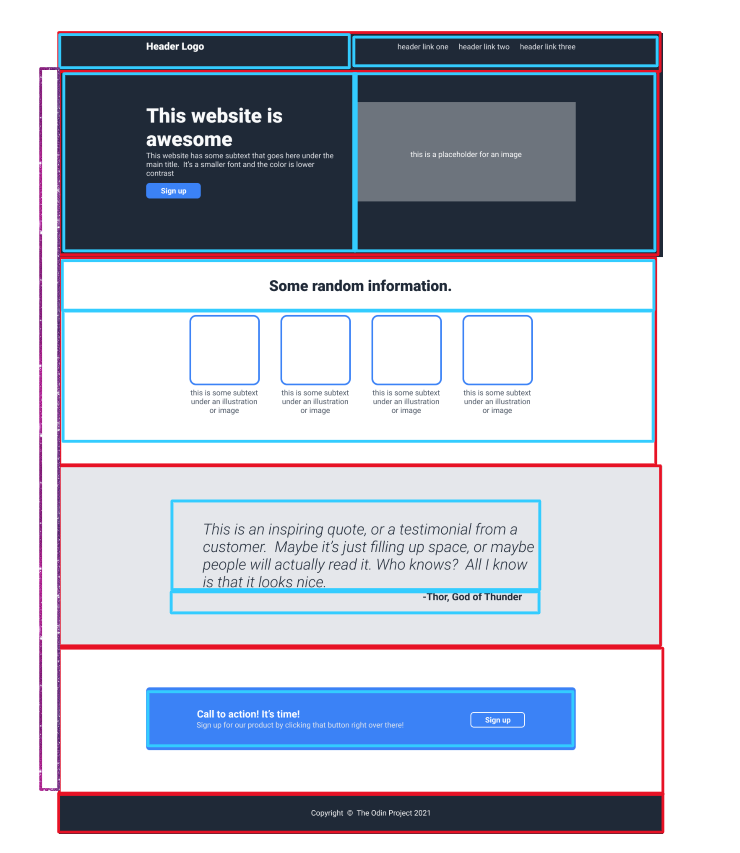 Header Logo
header link one header link two header link three
This website is
awesome
This website has some subtext that goes here under the
main title. It's a smaller font and the color is lower
contrast
Sign up
this is a placeholder for an image
Some random information.
this is some subtext
under an illustration
or image
this is some subtext
under an illustration
or image
this is some subtext
under an illustration
or image
this is some subtext
under an illustration
or image
This is an inspiring quote, or a testimonial from a
customer. Maybe it's just filling up space, or maybe
people will actually read it. Who knows? All I know
is that it looks nice.
-Thor, God of Thunder
Call to action! It's time!
Sign up for our product by clicking that button right over there!
Sign up
Copyright © The Odin Project 2021